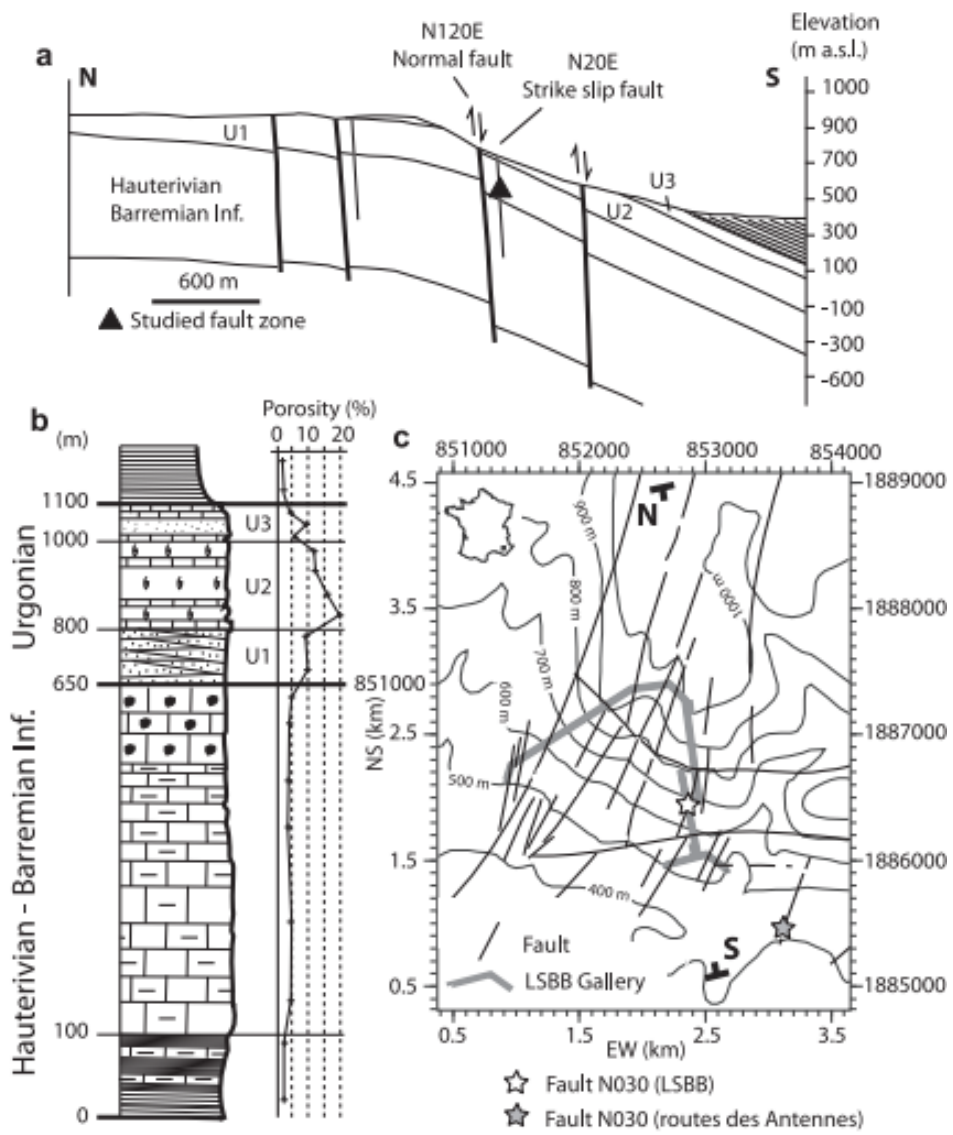 a
N
N120E
Normal fault
N20E
Strike slip fault
S
Elevation
(m a.s.l.)
1000
900
700
500
300
100
-100
-300
-600
U1
Hauterivian
Barremian Inf.
U3
U2
600 m
Studied fault zone
b
(m)
Porosity (%)
0 10 20
1100
1000
800
650
100
0
Urgonian
Hauterivian - Barremian Inf.
U3
U2
U1
c
851000 852000 853000 854000
4.5
3.5
2.5
1.5
0.5
851000
NS (km)
1889000
1888000
1887000
1886000
1885000
N
900 m
800 m
1000 m
700 m
600 m
500 m
400 m
S
Fault
LSBB Gallery
0.5 1.5 2.5 3.5
EW (km)
Fault N030 (LSBB)
Fault N030 (routes des Antennes)